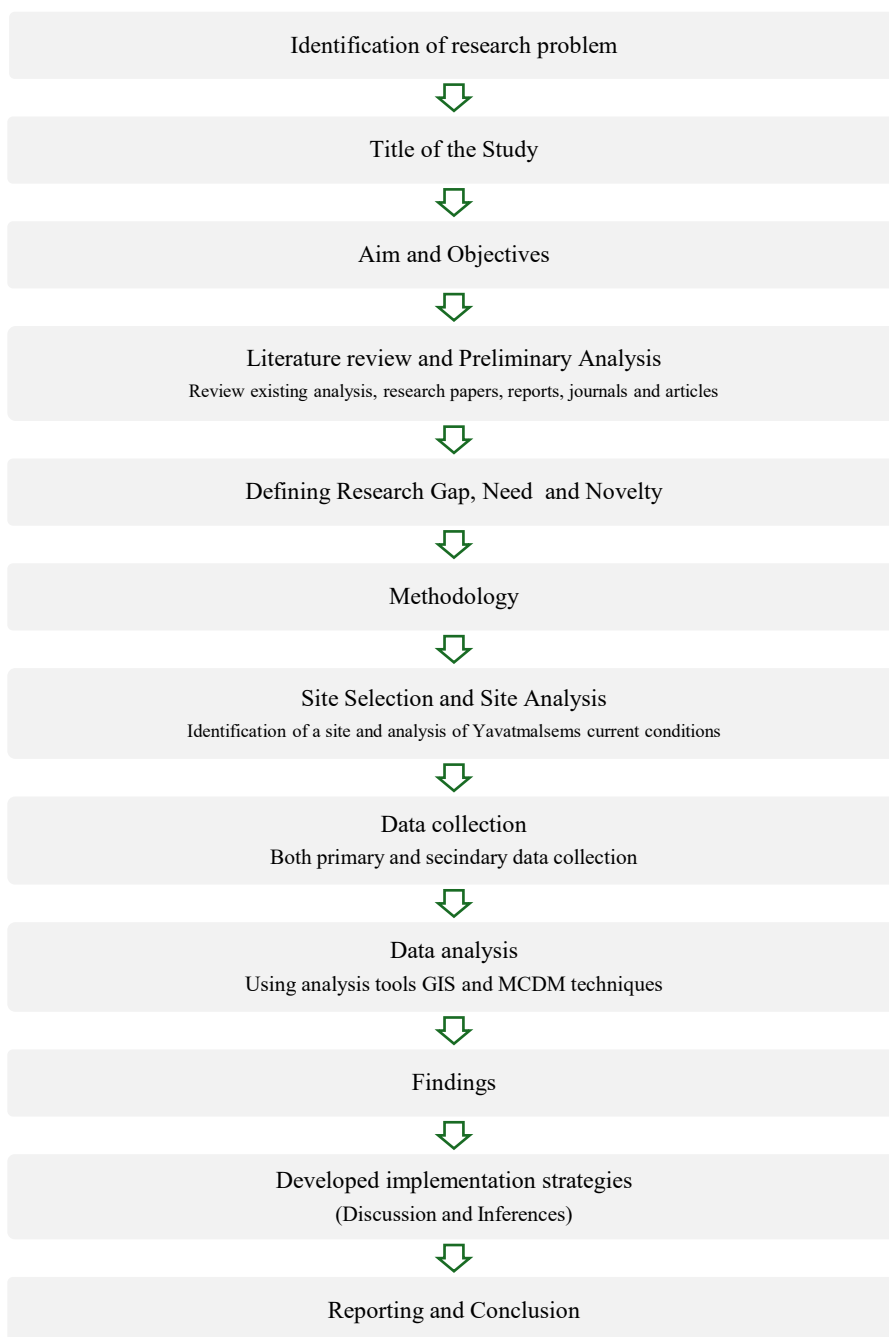 Identification of research problem
Title of the Study
Aim and Objectives
Literature review and Preliminary Analysis
Review existing analysis, research papers, reports, journals and articles
Defining Research Gap, Need  and Novelty
Methodology
Site Selection and Site Analysis
Identification of a site and analysis of Yavatmalsems current conditions
Data collection
Both primary and secindary data collection
Data analysis
Using analysis tools GIS and MCDM techniques
Findings
Developed implementation strategies
(Discussion and Inferences)
Reporting and Conclusion